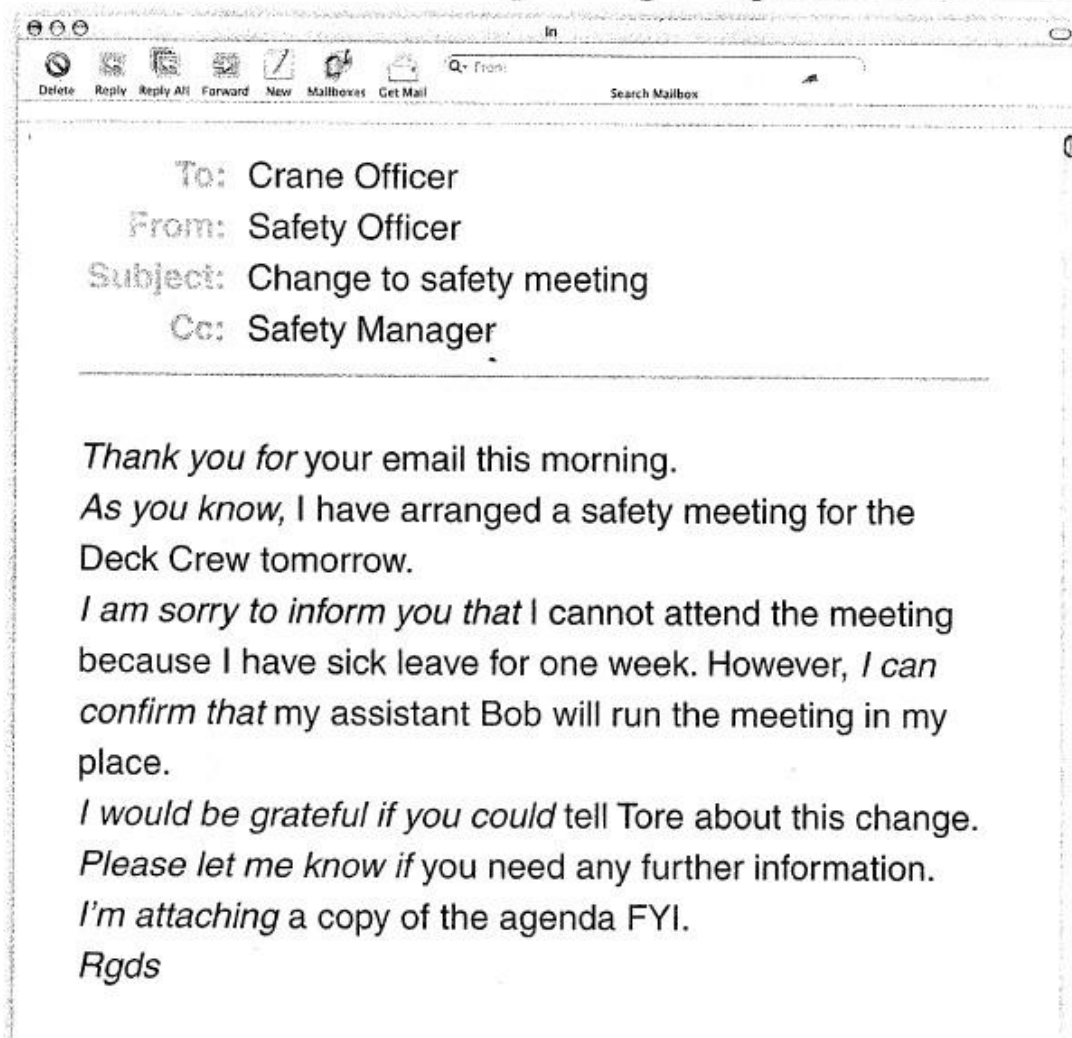 In
Delete Reply Reply All Forward New Mailboxes Get Mail Search Mailbox
To: Crane Officer
From: Safety Officer
Subject: Change to safety meeting
Cc: Safety Manager
Thank you for your email this morning.
As you know, I have arranged a safety meeting for the
Deck Crew tomorrow.
I am sorry to inform you that I cannot attend the meeting
because I have sick leave for one week. However, I can
confirm that my assistant Bob will run the meeting in my
place.
I would be grateful if you could tell Tore about this change.
Please let me know if you need any further information.
I'm attaching a copy of the agenda FYI.
Rgds